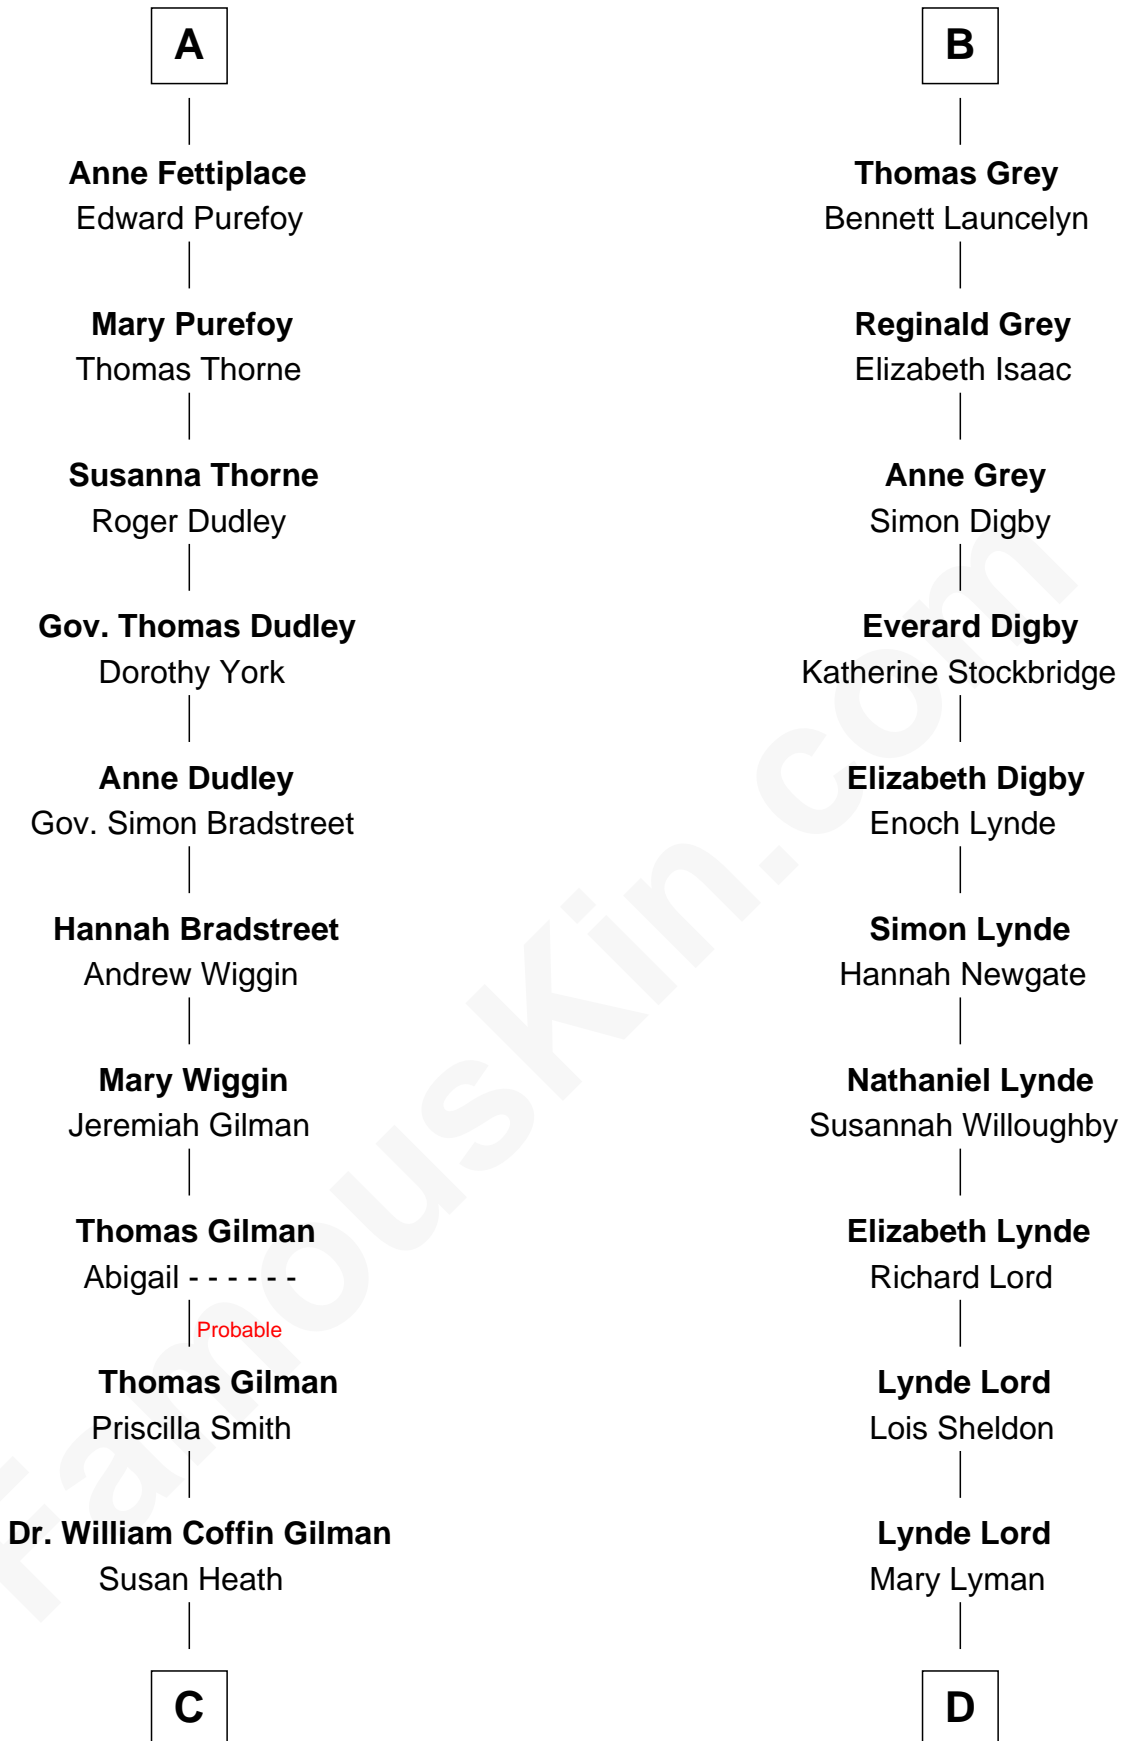 A
Anne Fettiplace
Edward Purefoy
Mary Purefoy
Thomas Thorne
Susanna Thorne
Roger Dudley
Gov. Thomas Dudley
Dorothy York
Anne Dudley
Gov. Simon Bradstreet
Hannah Bradstreet
Andrew Wiggin
Mary Wiggin
Jeremiah Gilman
Thomas Gilman
Abigail - - - - - -
Probable
Thomas Gilman
Priscilla Smith
Dr. William Coffin Gilman
Susan Heath
C
B
Thomas Grey
Bennett Launcelyn
Reginald Grey
Elizabeth Isaac
Anne Grey
Simon Digby
Everard Digby
Katherine Stockbridge
Elizabeth Digby
Enoch Lynde
Simon Lynde
Hannah Newgate
Nathaniel Lynde
Susannah Willoughby
Elizabeth Lynde
Richard Lord
Lynde Lord
Lois Sheldon
Lynde Lord
Mary Lyman
D
FamousKin.com